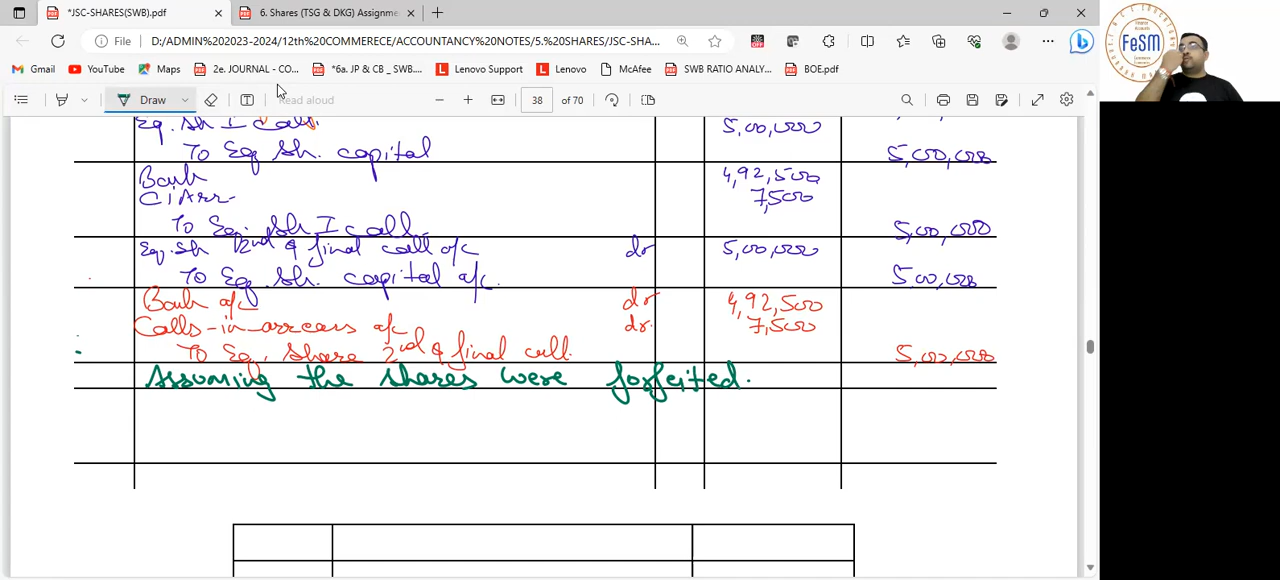 *JSC-SHARES(SWB).pdf
6. Shares (TSG & DKG) Assignme
File D:/ADMIN%202023-2024/12th%20COMMERECE/ACCOUNTANCY%20NOTES/5.%20SHARES/JSC-SHA...
Gmail YouTube Maps 2e. JOURNAL - CO... *6a. JP & CB _ SWB.... Lenovo Support Lenovo McAfee SWB RATIO ANALY... BOE.pdf
Draw Read aloud 38 of 70
FeSM
Eq. Sh I Call 5,00,000
To Eq Sh. capital 5,00,000
Bank 4,92,500
CiArr 7,500
To Eq. Sh I call 5,00,000
Eq. Sh 2nd & final call a/c dr 5,00,000
To Eq. Sh. capital a/c. 5,00,000
Bank a/c dr 4,92,500
Calls-in-arrears a/c dr. 7,500
To Eq. Share 2nd & final call. 5,00,000
Assuming the shares were forfeited.